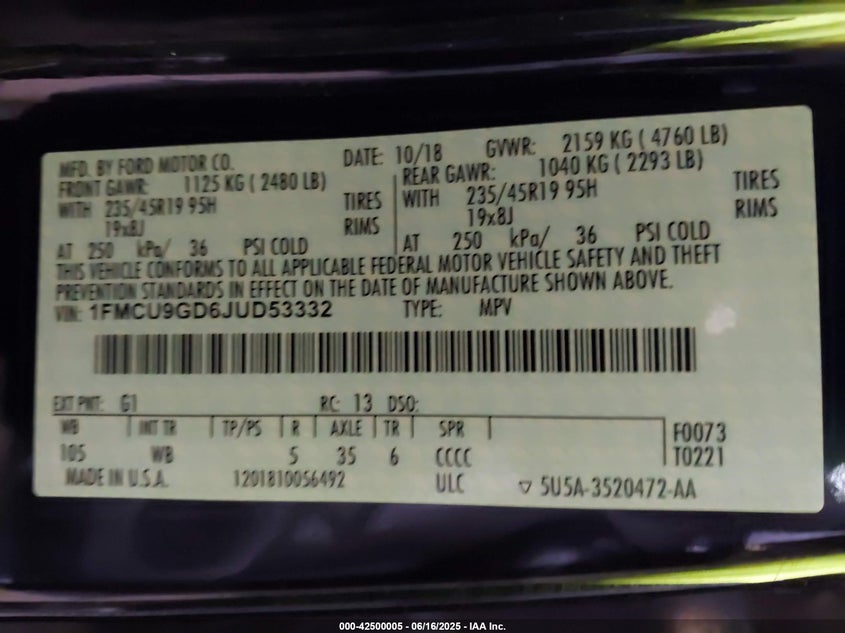 MFD. BY FORD MOTOR CO. DATE: 10/18 GVWR: 2159 KG ( 4760 LB)
FRONT GAWR: 1125 KG ( 2480 LB) REAR GAWR: 1040 KG ( 2293 LB)
WITH 235/45R19 95H TIRES WITH 235/45R19 95H TIRES
19x8J RIMS 19x8J RIMS
AT 250 kPa/ 36 PSI COLD AT 250 kPa/ 36 PSI COLD
THIS VEHICLE CONFORMS TO ALL APPLICABLE FEDERAL MOTOR VEHICLE SAFETY AND THEFT
PREVENTION STANDARDS IN EFFECT ON THE DATE OF MANUFACTURE SHOWN ABOVE.
VIN: 1FMCU9GD6JUD53332 TYPE: MPV
EXT PNT: G1 RC: 13 DSO:
WB INT TR TP/PS R AXLE TR SPR F0073
105 WB 5 35 6 CCCC T0221
MADE IN U.S.A. 1201810056492 ULC 5U5A-3520472-AA
000-42500005 - 06/16/2025 - IAA Inc.